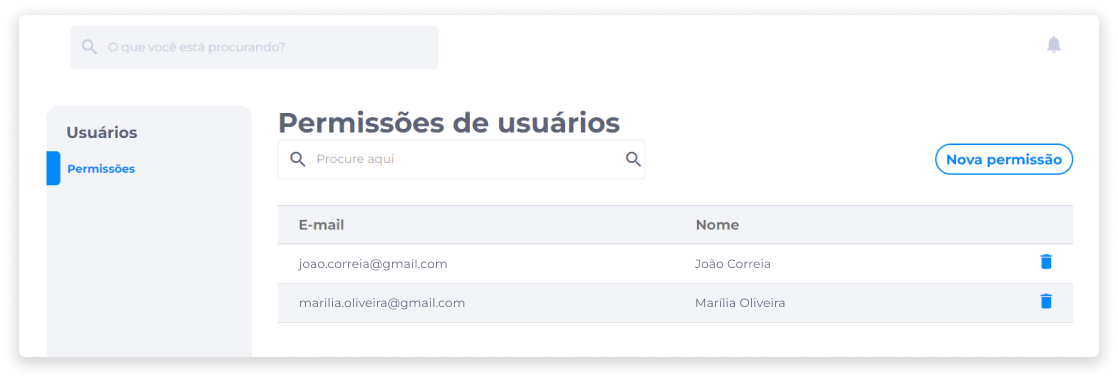 O que você está procurando?
Usuários
Permissões
Permissões de usuários
Procure aqui
Nova permissão
E-mail Nome
joao.correia@gmail.com João Correia
marilia.oliveira@gmail.com Marília Oliveira